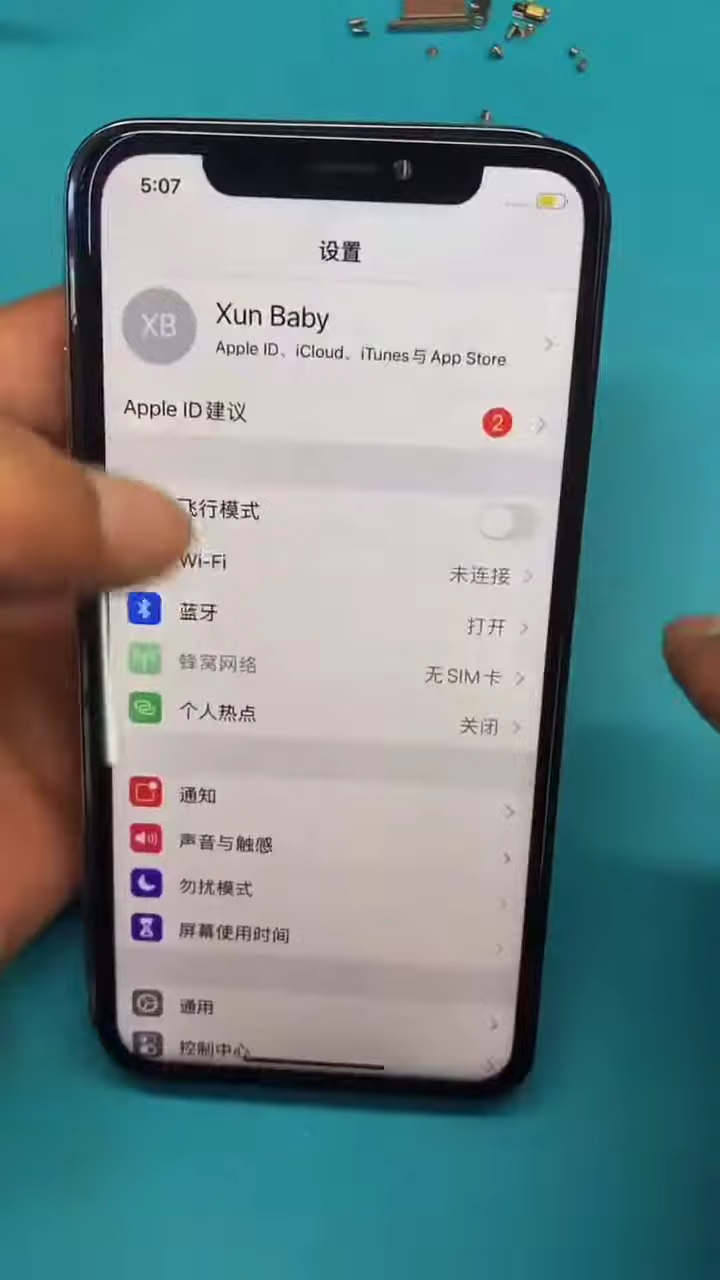 5:07
设置
XB
Xun Baby
Apple ID、iCloud、iTunes与App Store
Apple ID建议
2
飞行模式
Wi-Fi
未连接
蓝牙
打开
蜂窝网络
无SIM卡
个人热点
关闭
通知
声音与触感
勿扰模式
屏幕使用时间
通用
控制中心